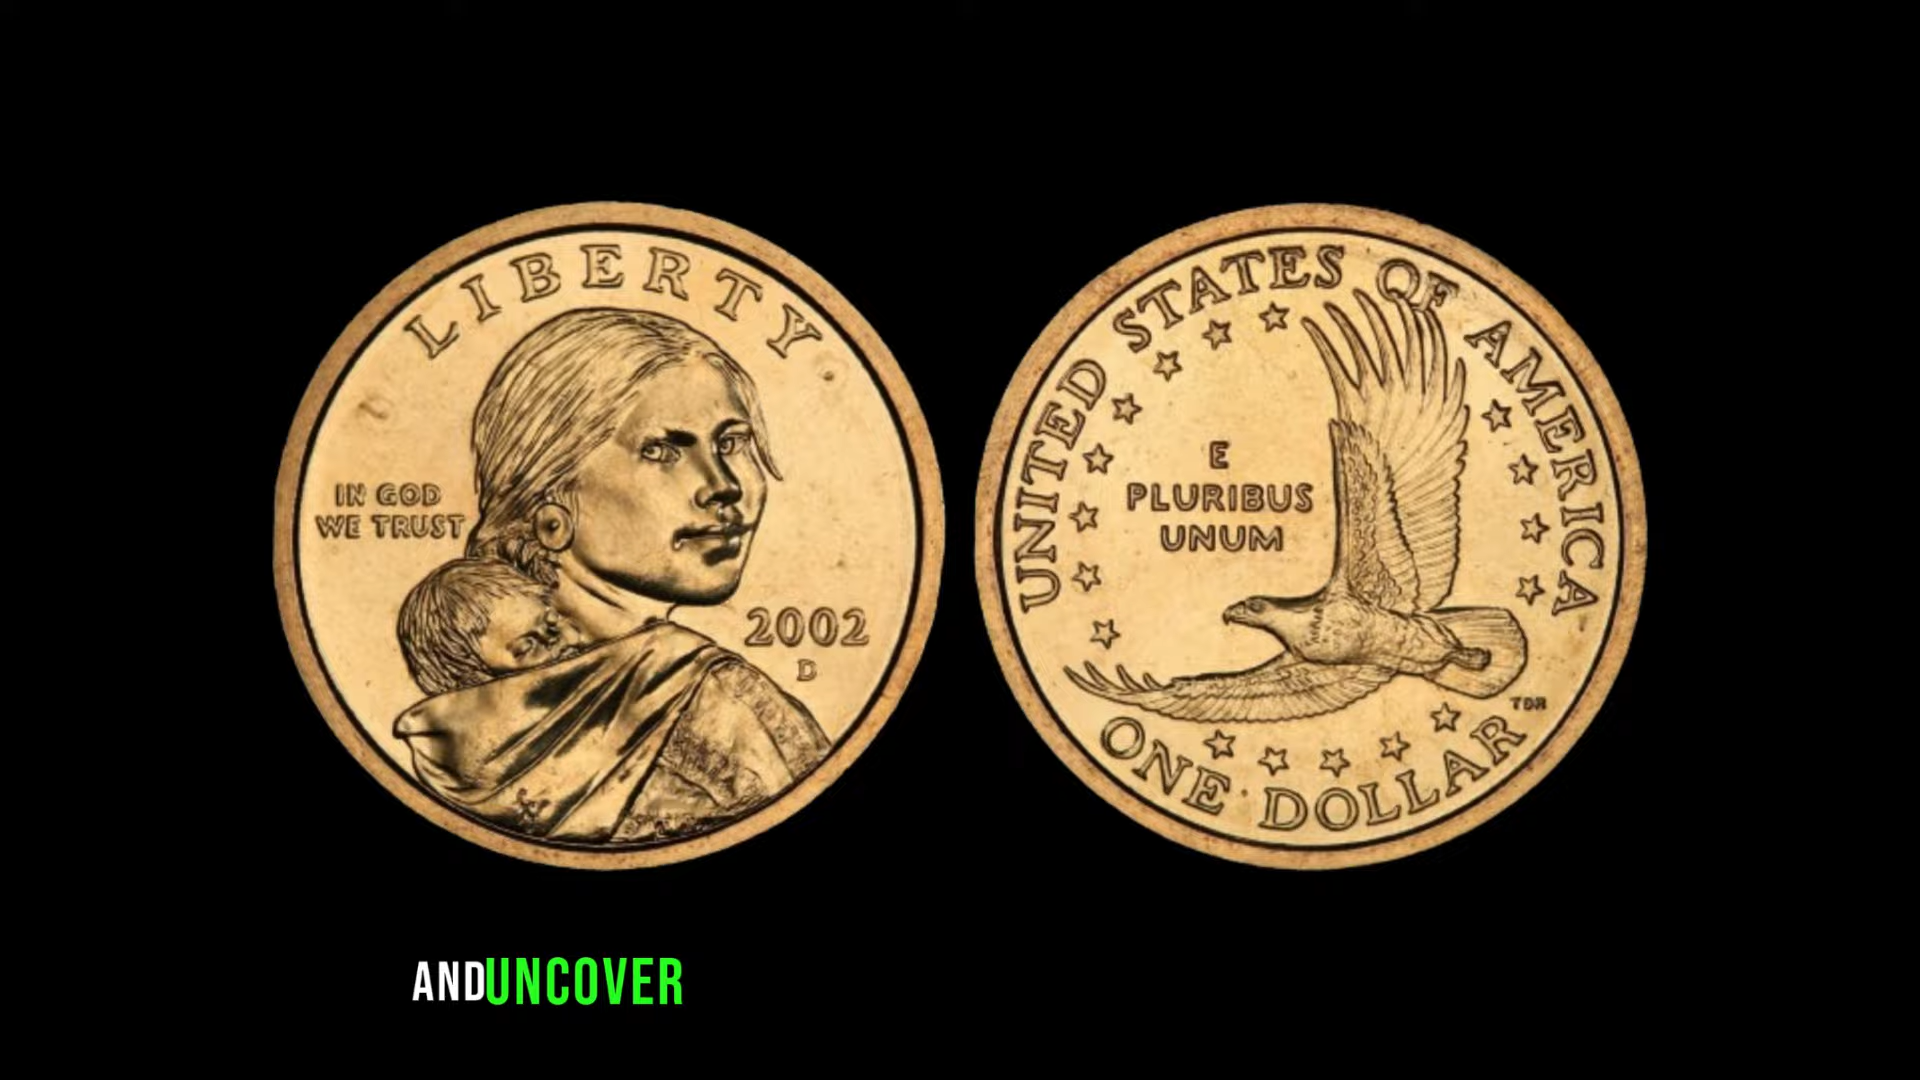 LIBERTY
IN GOD
WE TRUST
2002
D
UNITED STATES OF AMERICA
E
PLURIBUS
UNUM
TDR
ONE DOLLAR
ANDUNCOVER